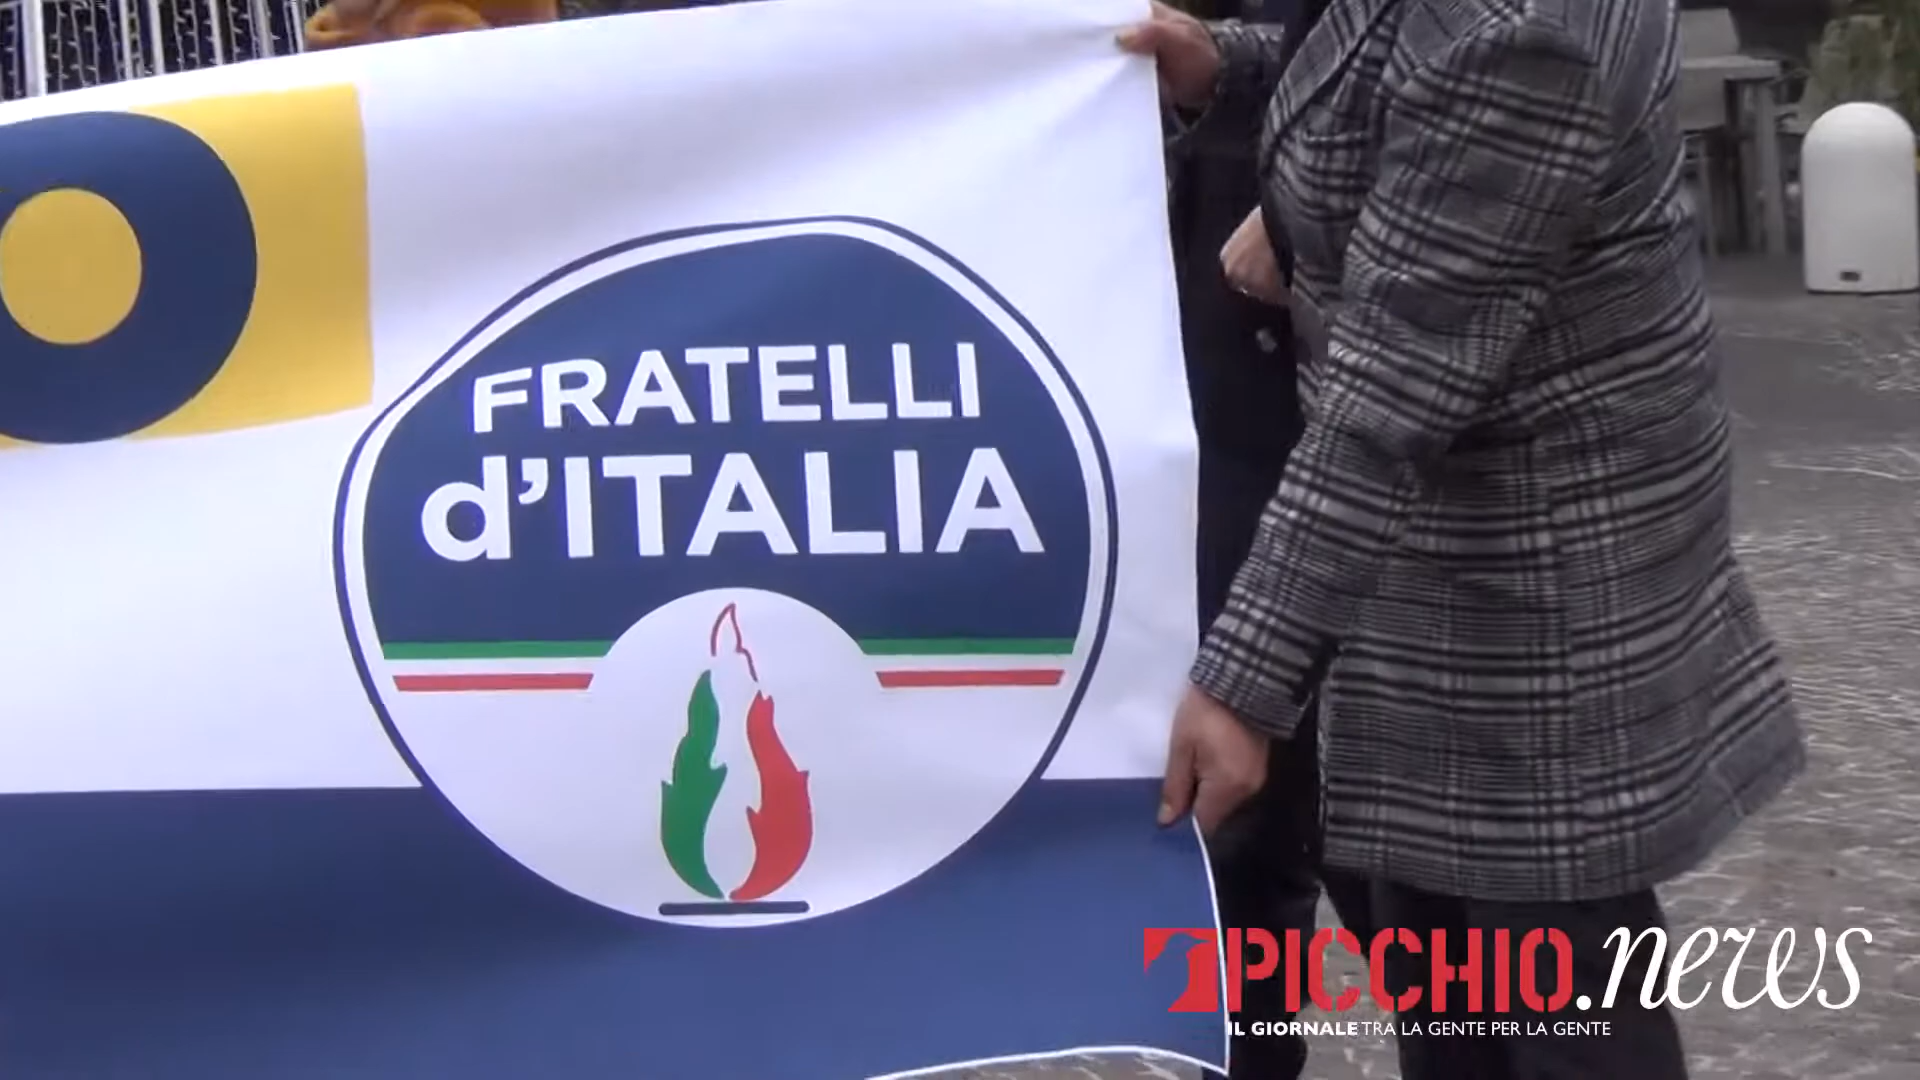 O
FRATELLI
d'ITALIA
PICCHIO.news
IL GIORNALE TRA LA GENTE PER LA GENTE